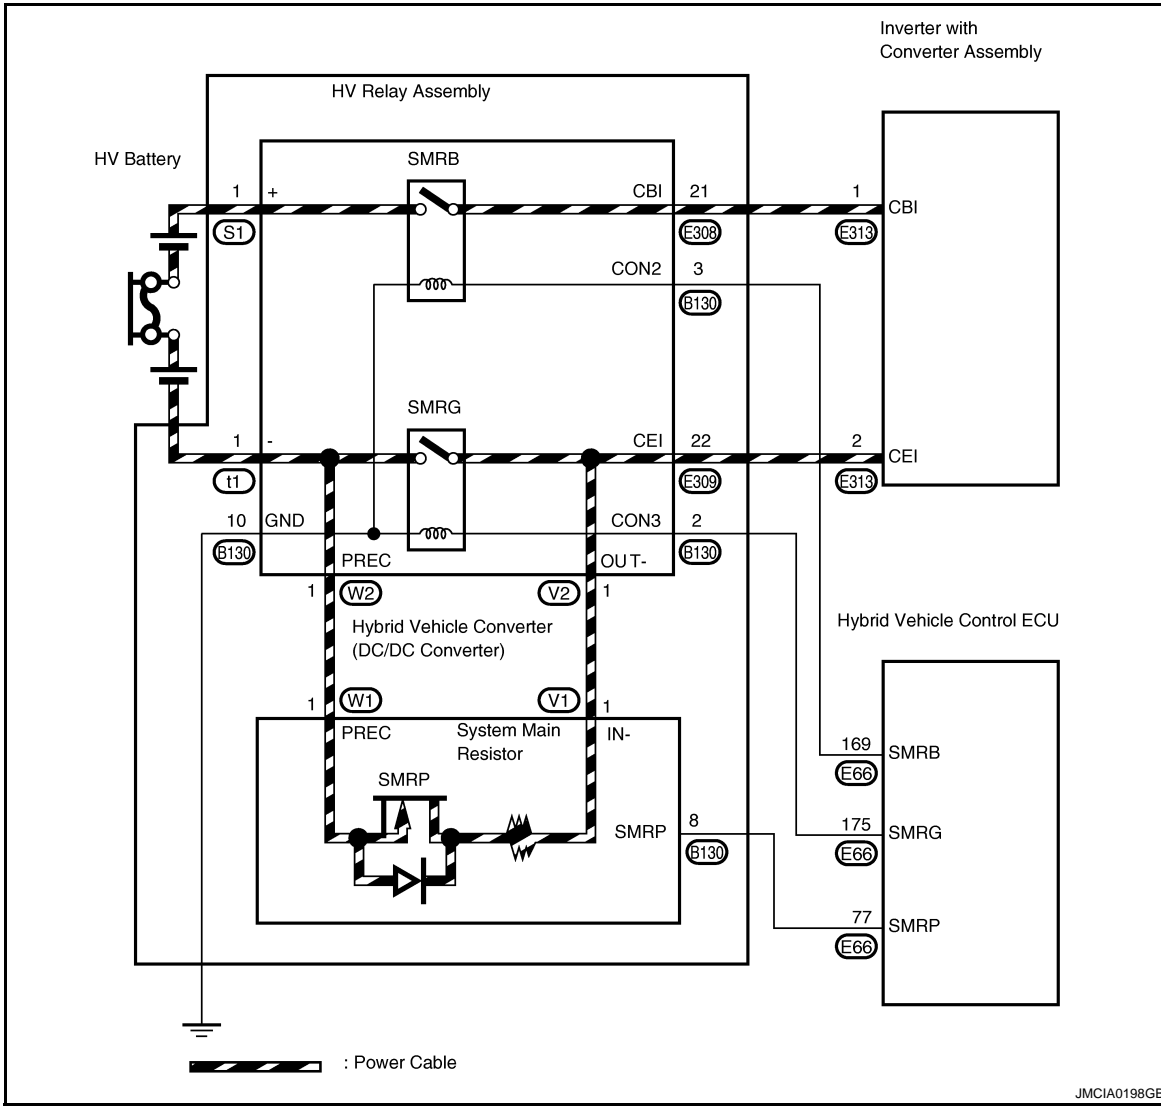 Inverter with
Converter Assembly
HV Relay Assembly
HV Battery
SMRB
1 + CBI 21 1 CBI
S1 E308 E313
CON2 3
B130
SMRG
1 - CEI 22 2 CEI
t1 E309 E313
10 GND CON3 2
B130 PREC OUT- B130
1 W2 V2 1
Hybrid Vehicle Converter
(DC/DC Converter)
Hybrid Vehicle Control ECU
1 W1 V1 1
PREC System Main IN-
Resistor
169 SMRB
E66
SMRP
SMRP 8
B130
175 SMRG
E66
77 SMRP
E66
: Power Cable
JMCIA0198GB